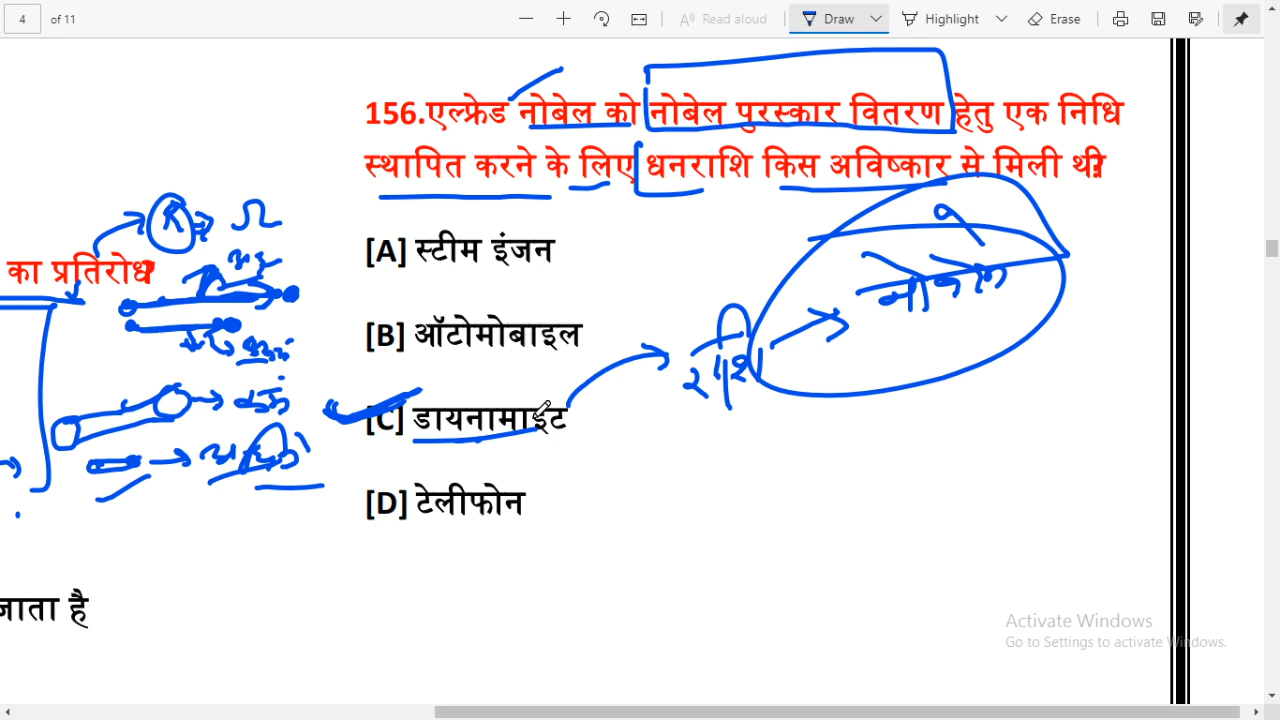 4 of 11 Read aloud Draw Highlight Erase
156.एल्फ्रेड नोबेल को नोबेल पुरस्कार वितरण हेतु एक निधि
स्थापित करने के लिए धनराशि किस अविष्कार से मिली थी?
R Ω
का प्रतिरोध?
[A] स्टीम इंजन
[B] ऑटोमोबाइल
[C] डायनामाइट
[D] टेलीफोन
जाता है
Activate Windows
Go to Settings to activate Windows.